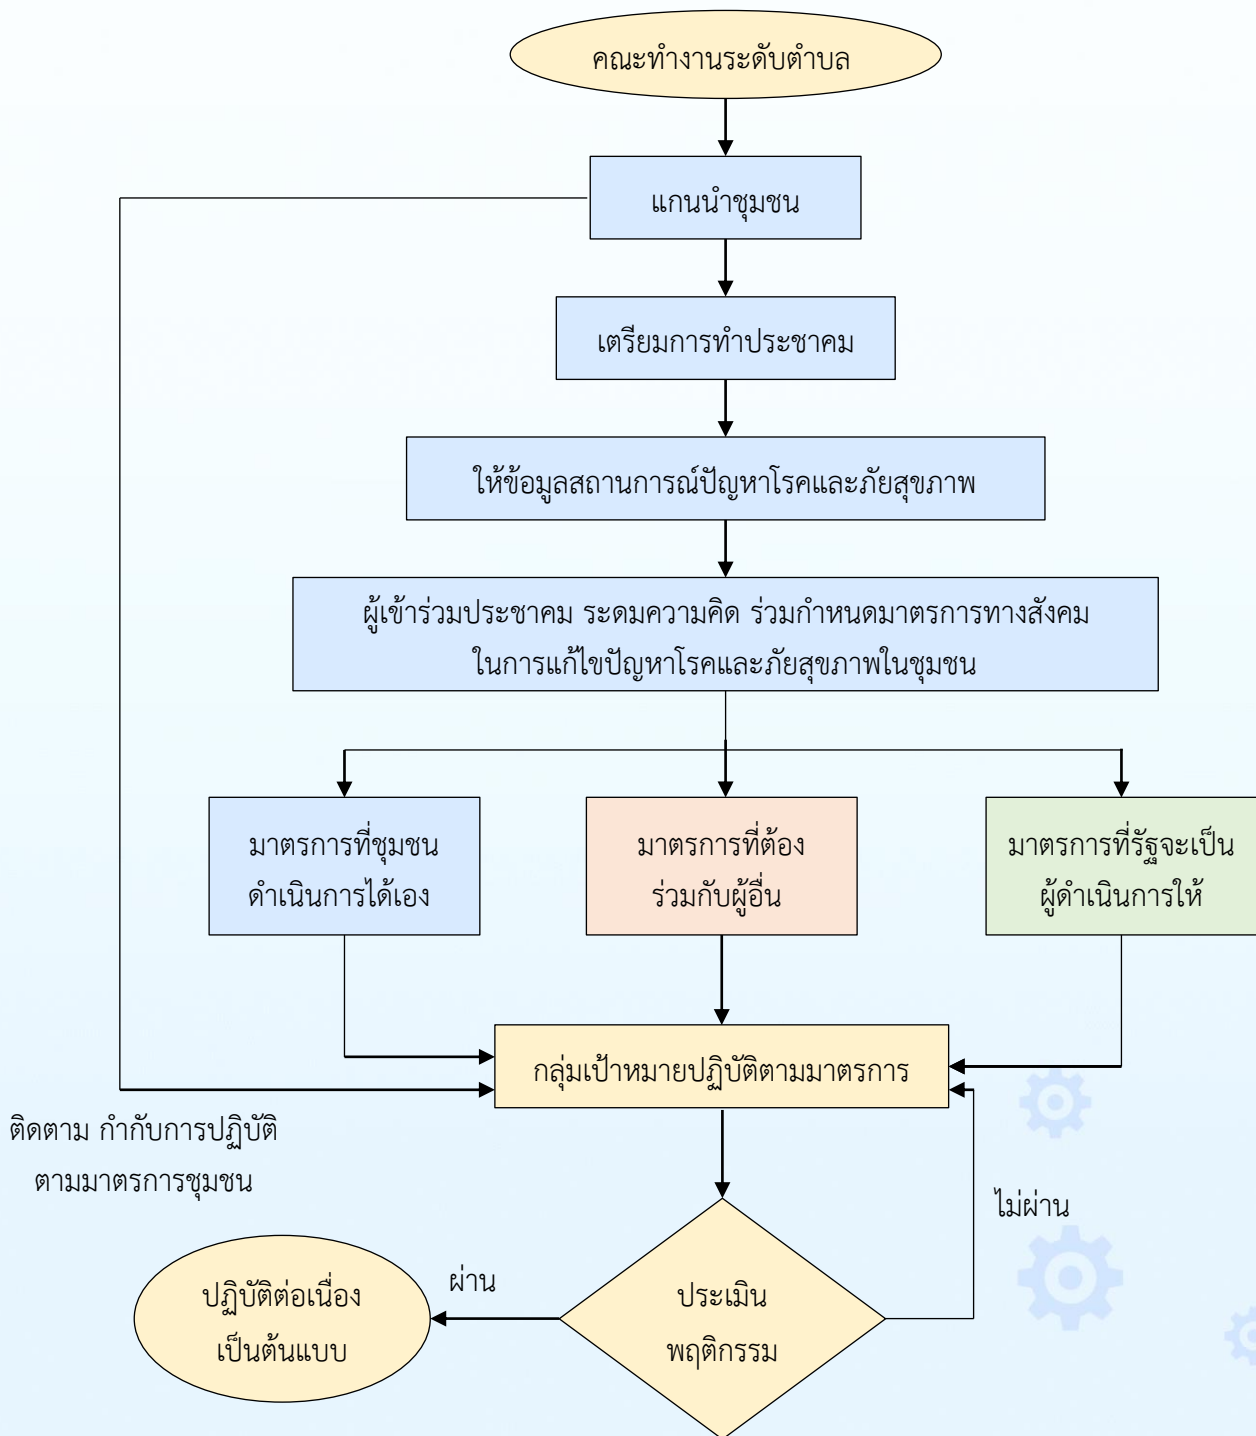 คณะทำงานระดับตำบล
แกนนำชุมชน
เตรียมการทำประชาคม
ให้ข้อมูลสถานการณ์ปัญหาโรคและภัยสุขภาพ
ผู้เข้าร่วมประชาคม ระดมความคิด ร่วมกำหนดมาตรการทางสังคม
ในการแก้ไขปัญหาโรคและภัยสุขภาพในชุมชน
มาตรการที่ชุมชน
ดำเนินการได้เอง
มาตรการที่ต้อง
ร่วมกับผู้อื่น
มาตรการที่รัฐจะเป็น
ผู้ดำเนินการให้
กลุ่มเป้าหมายปฏิบัติตามมาตรการ
ติดตาม กำกับการปฏิบัติ
ตามมาตรการชุมชน
ไม่ผ่าน
ผ่าน
ประเมิน
พฤติกรรม
ปฏิบัติต่อเนื่อง
เป็นต้นแบบ